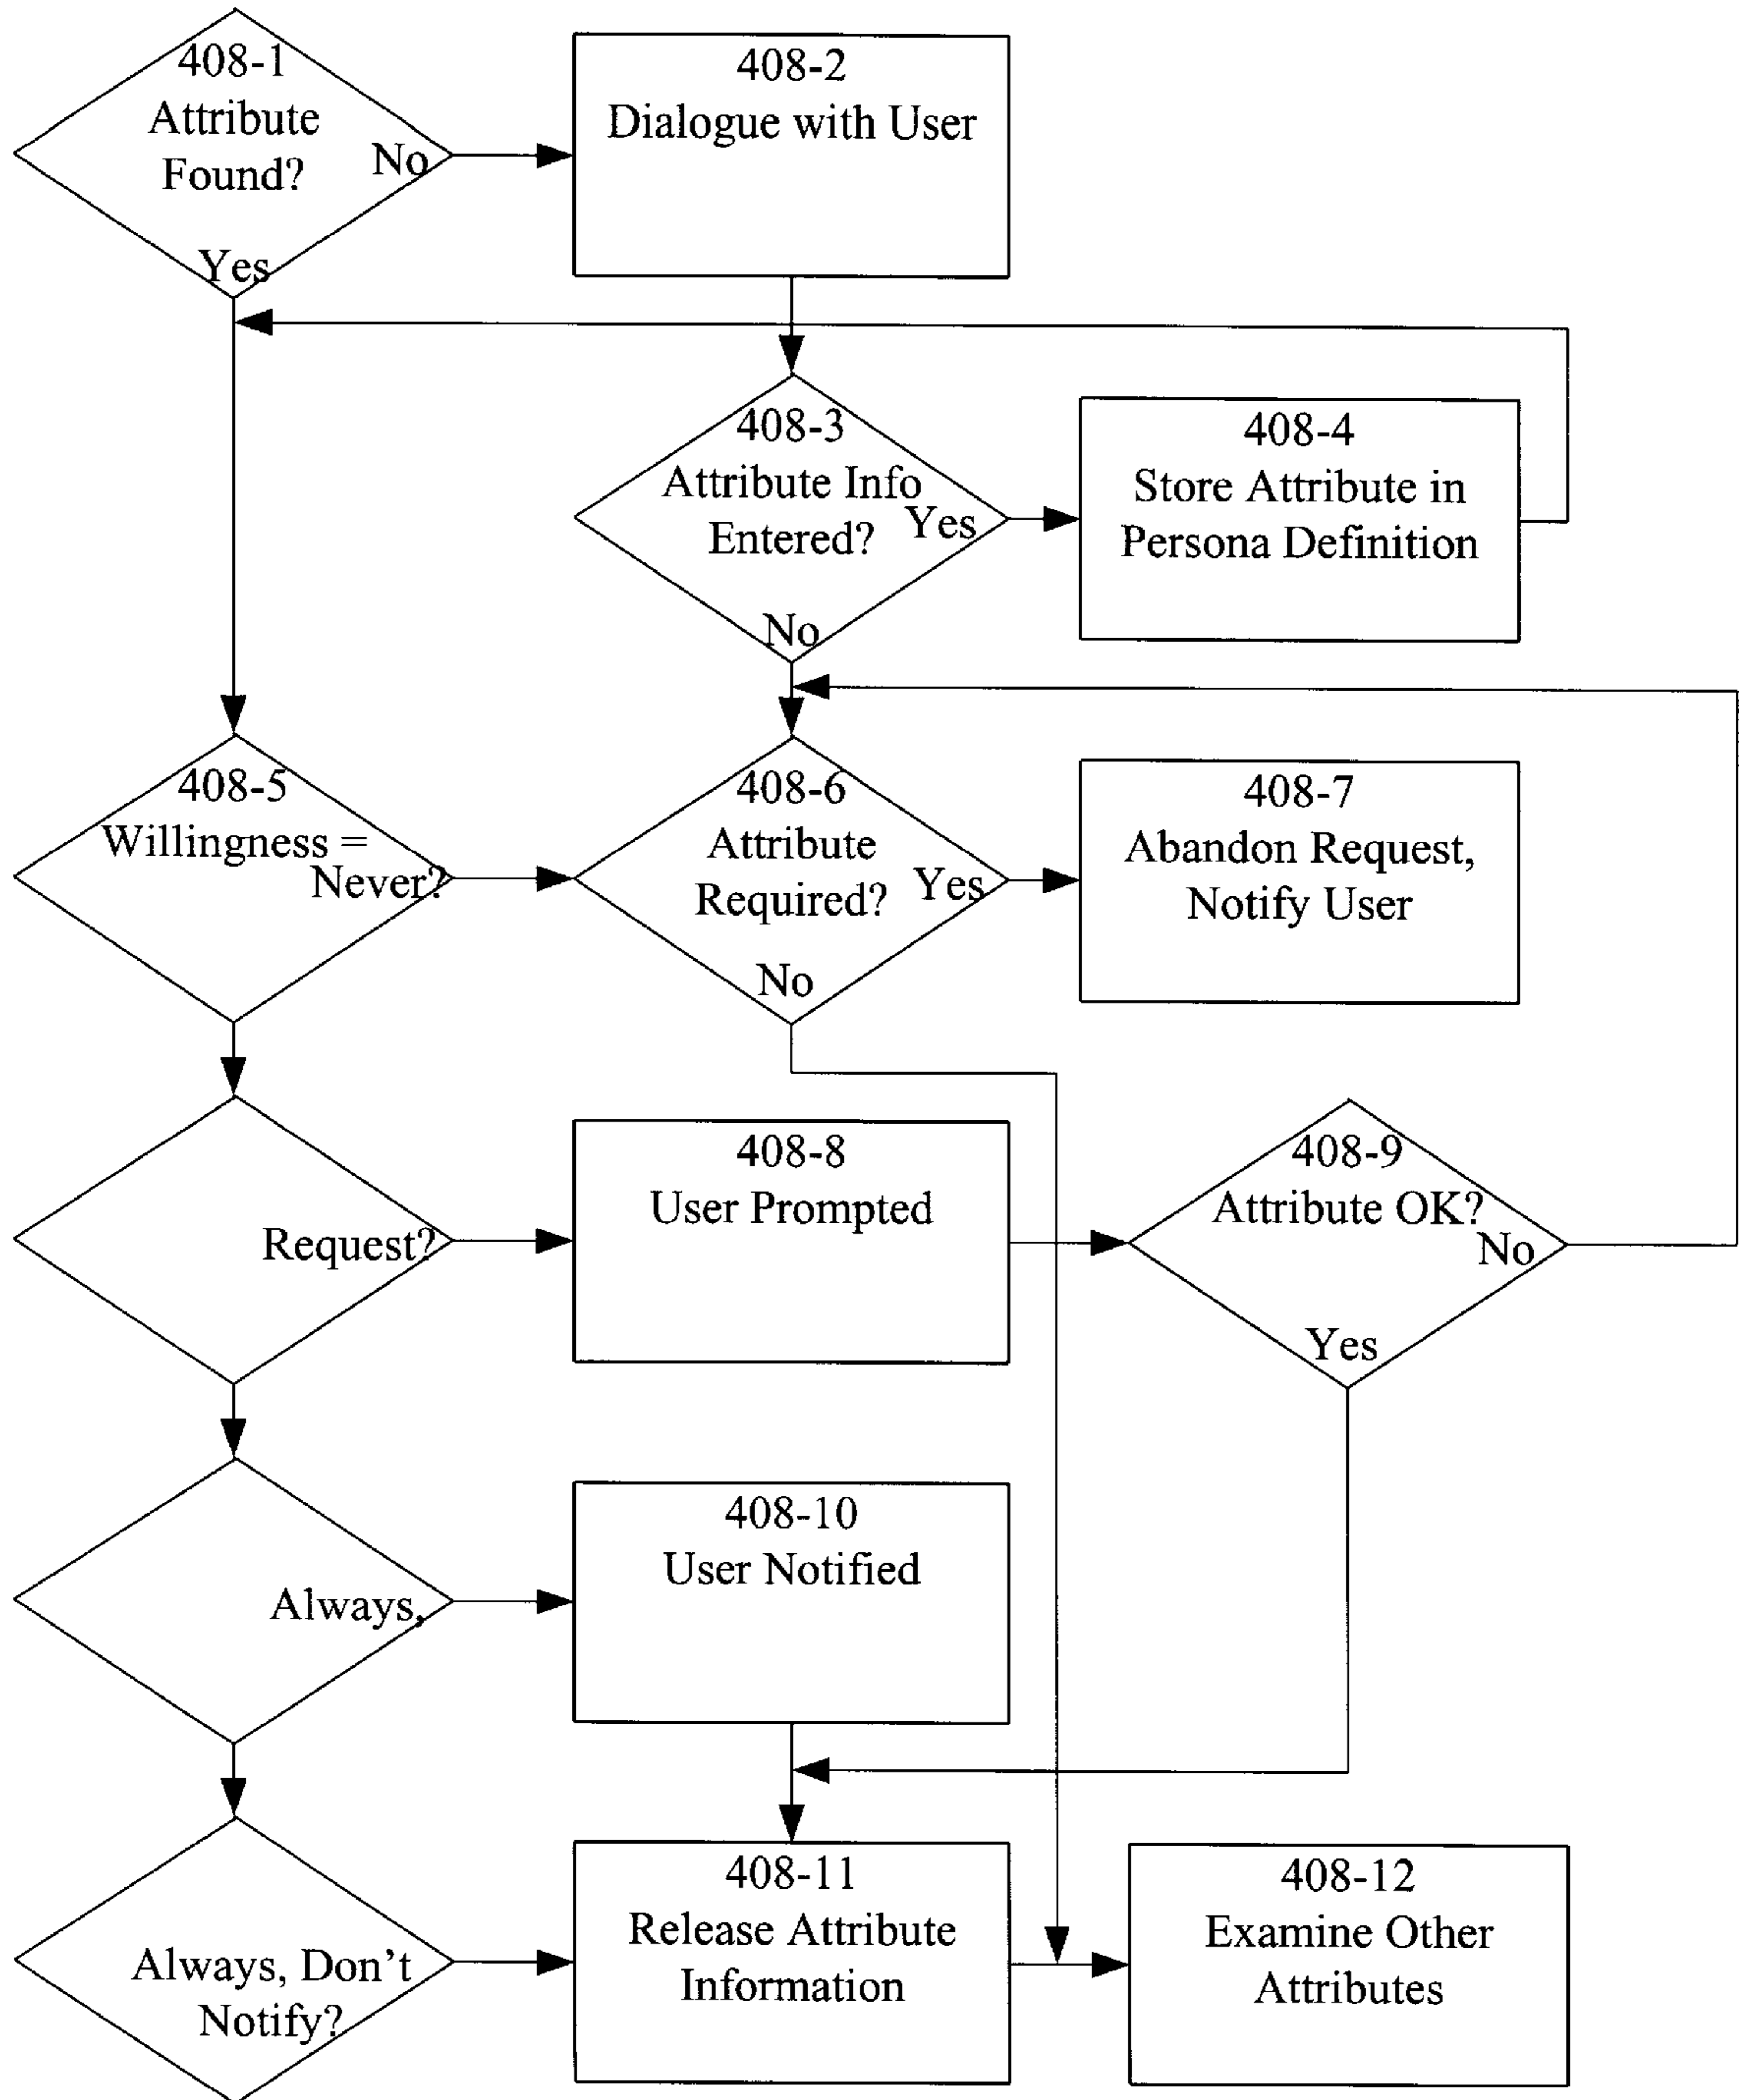 408-1
Attribute
Found?
No
Yes
408-2
Dialogue with User
408-3
Attribute Info
Entered?
Yes
No
408-4
Store Attribute in
Persona Definition
408-5
Willingness =
Never?
408-6
Attribute
Required?
Yes
No
408-7
Abandon Request,
Notify User
Request?
408-8
User Prompted
408-9
Attribute OK?
No
Yes
Always,
408-10
User Notified
Always, Don't
Notify?
408-11
Release Attribute
Information
408-12
Examine Other
Attributes